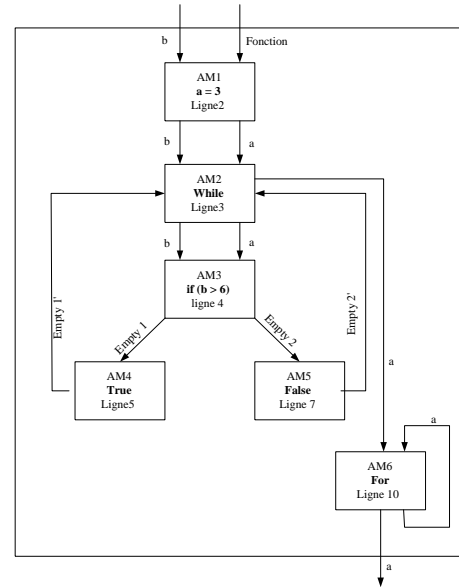 b
Fonction
AM1
a = 3
Ligne2
b
a
AM2
While
Ligne3
b
a
AM3
if (b > 6)
ligne 4
Empty 1'
Empty 1
Empty 2
Empty 2'
AM4
True
Ligne5
AM5
False
Ligne 7
a
a
AM6
For
Ligne 10
a